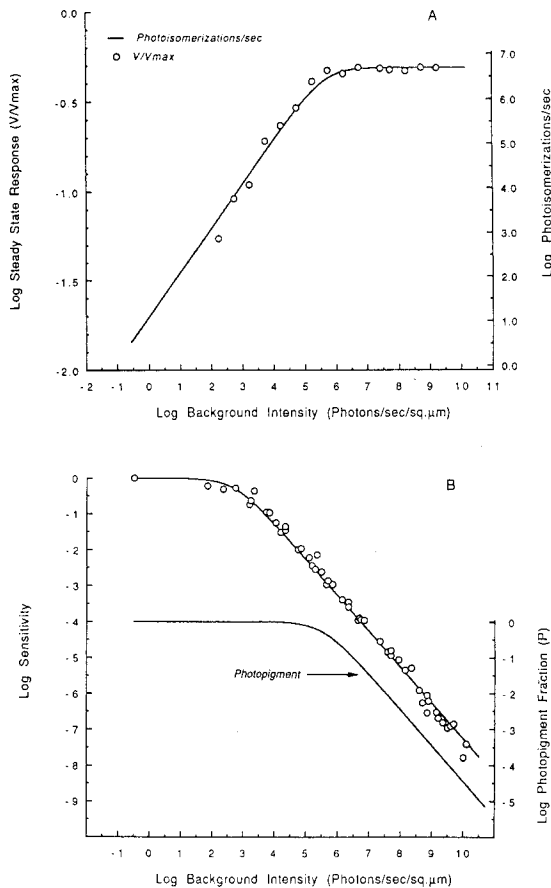 A
Photoisomerizations/sec
V/Vmax
Log Steady State Response (V/Vmax)
0.0
-0.5
-1.0
-1.5
-2.0
Log Photoisomerizations/sec
7.0
6.0
5.0
4.0
3.0
2.0
1.0
0.0
-2 -1 0 1 2 3 4 5 6 7 8 9 10 11
Log Background Intensity (Photons/sec/sq.μm)
B
Log Sensitivity
0
-1
-2
-3
-4
-5
-6
-7
-8
-9
Photopigment
Log Photopigment Fraction (P)
0
-1
-2
-3
-4
-5
-1 0 1 2 3 4 5 6 7 8 9 10
Log Background Intensity (Photons/sec/sq.μm)